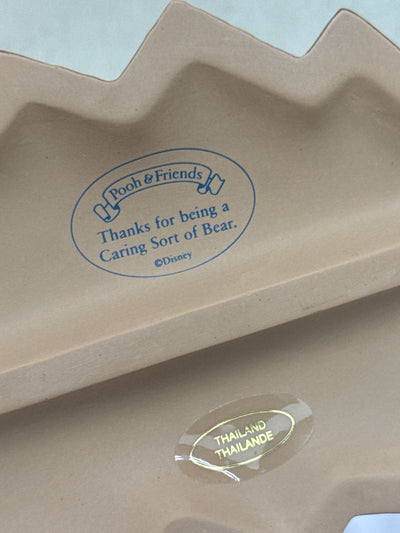 Pooh & Friends
Thanks for being a
Caring Sort of Bear.
©Disney
THAILAND
THAILANDE